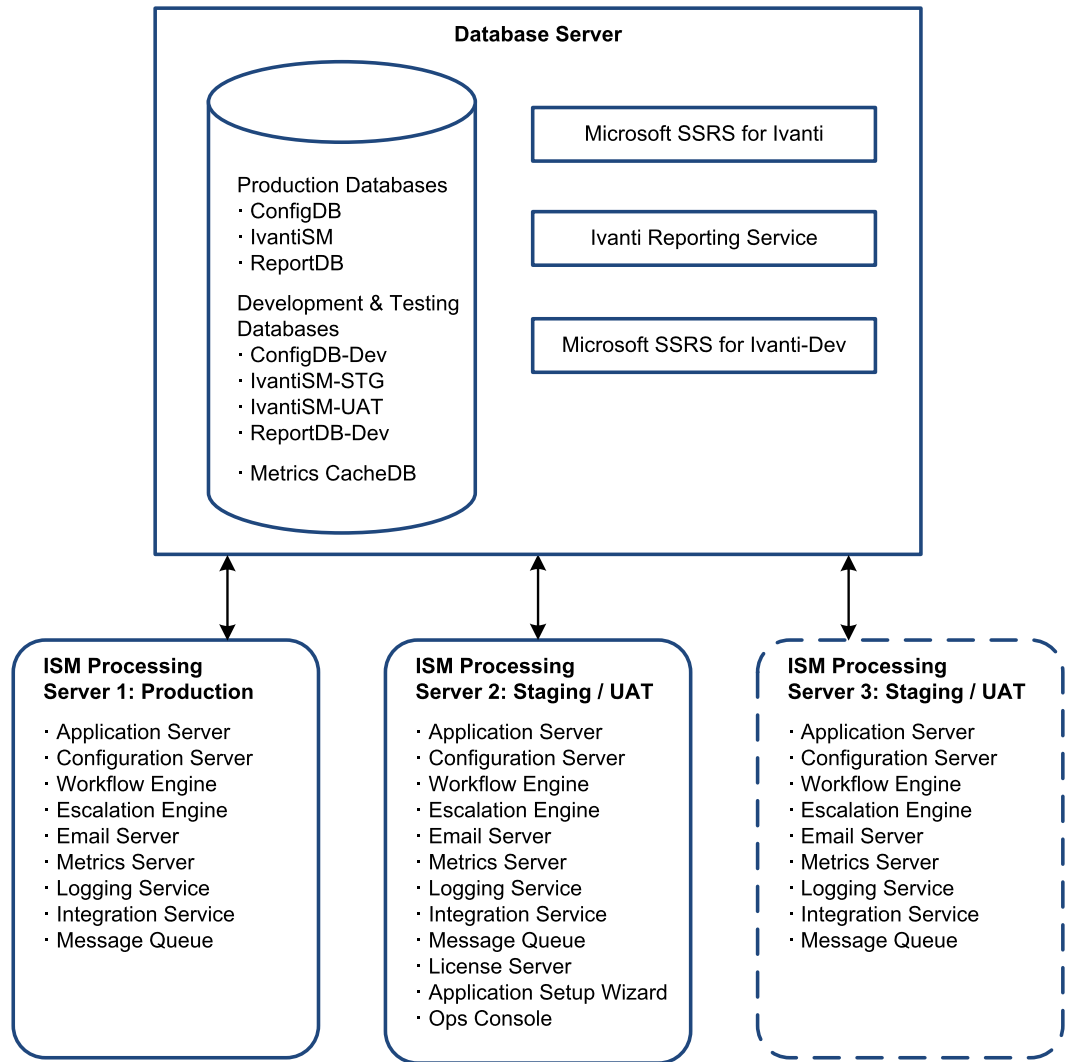 Database Server
Production Databases
· ConfigDB
· IvantiSM
· ReportDB
Development & Testing
Databases
· ConfigDB-Dev
· IvantiSM-STG
· IvantiSM-UAT
· ReportDB-Dev
· Metrics CacheDB
Microsoft SSRS for Ivanti
Ivanti Reporting Service
Microsoft SSRS for Ivanti-Dev
ISM Processing
Server 1: Production
· Application Server
· Configuration Server
· Workflow Engine
· Escalation Engine
· Email Server
· Metrics Server
· Logging Service
· Integration Service
· Message Queue
ISM Processing
Server 2: Staging / UAT
· Application Server
· Configuration Server
· Workflow Engine
· Escalation Engine
· Email Server
· Metrics Server
· Logging Service
· Integration Service
· Message Queue
· License Server
· Application Setup Wizard
· Ops Console
ISM Processing
Server 3: Staging / UAT
· Application Server
· Configuration Server
· Workflow Engine
· Escalation Engine
· Email Server
· Metrics Server
· Logging Service
· Integration Service
· Message Queue